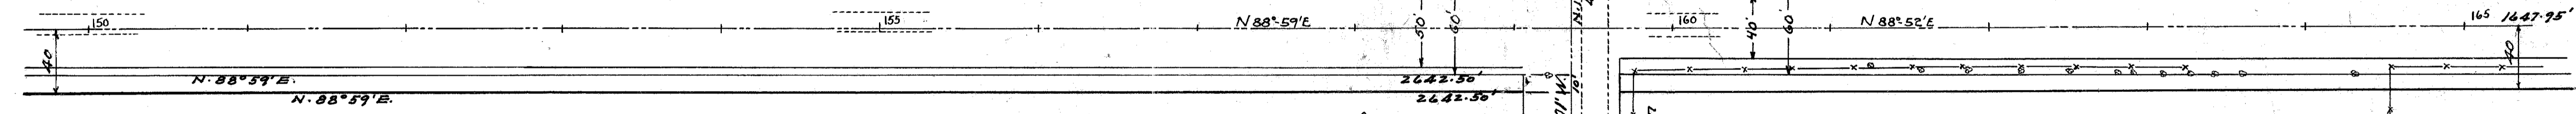 150 155 N 88°-59'E 160 N 88°-52'E 165 1647.95'
40 50' 60' 40' 60' 40
N. 88°59'E. 2642.50'
N. 88°59'E. 2642.50' 10'